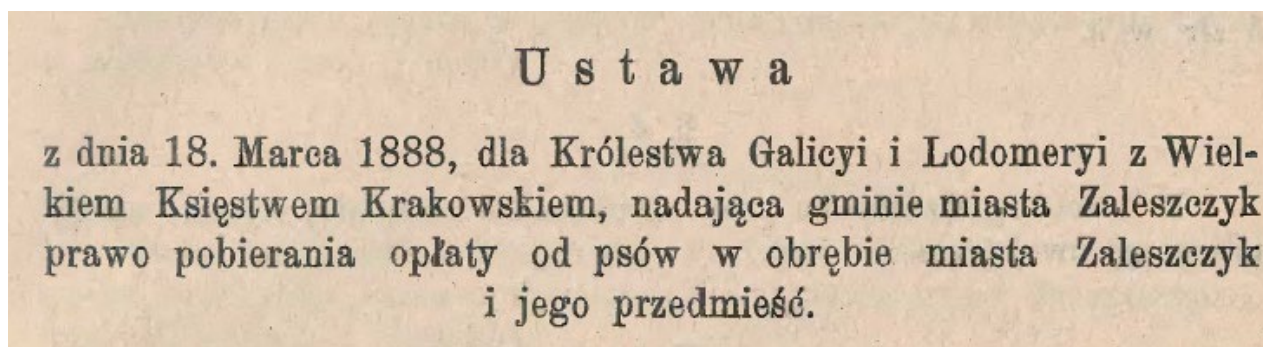 Ustawa
z dnia 18. Marca 1888, dla Królestwa Galicyi i Lodomeryi z Wiel-
kiem Księstwem Krakowskiem, nadająca gminie miasta Zaleszczyk
prawo pobierania opłaty od psów w obrębie miasta Zaleszczyk
i jego przedmieść.